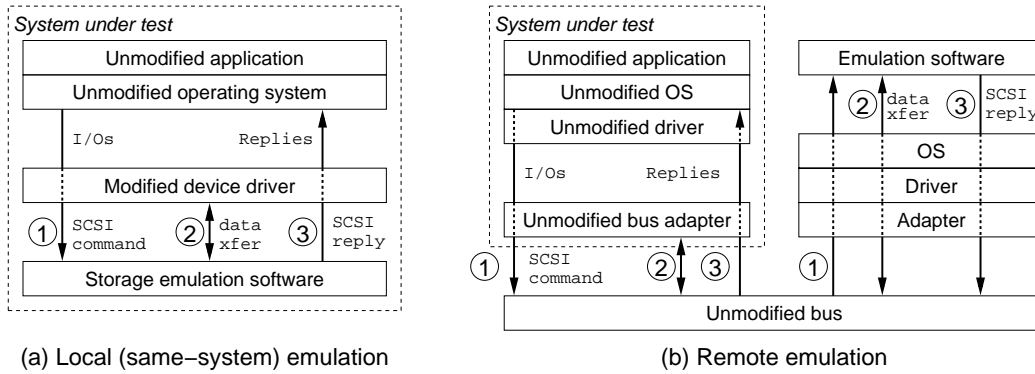 System under test
Unmodified application
Unmodified operating system
I/Os
Replies
Modified device driver
1
SCSI
command
2
data
xfer
3
SCSI
reply
Storage emulation software
(a) Local (same−system) emulation
System under test
Unmodified application
Unmodified OS
Unmodified driver
I/Os
Replies
Unmodified bus adapter
1
SCSI
command
2
3
Emulation software
2
data
xfer
3
SCSI
reply
OS
Driver
Adapter
1
Unmodified bus
(b) Remote emulation